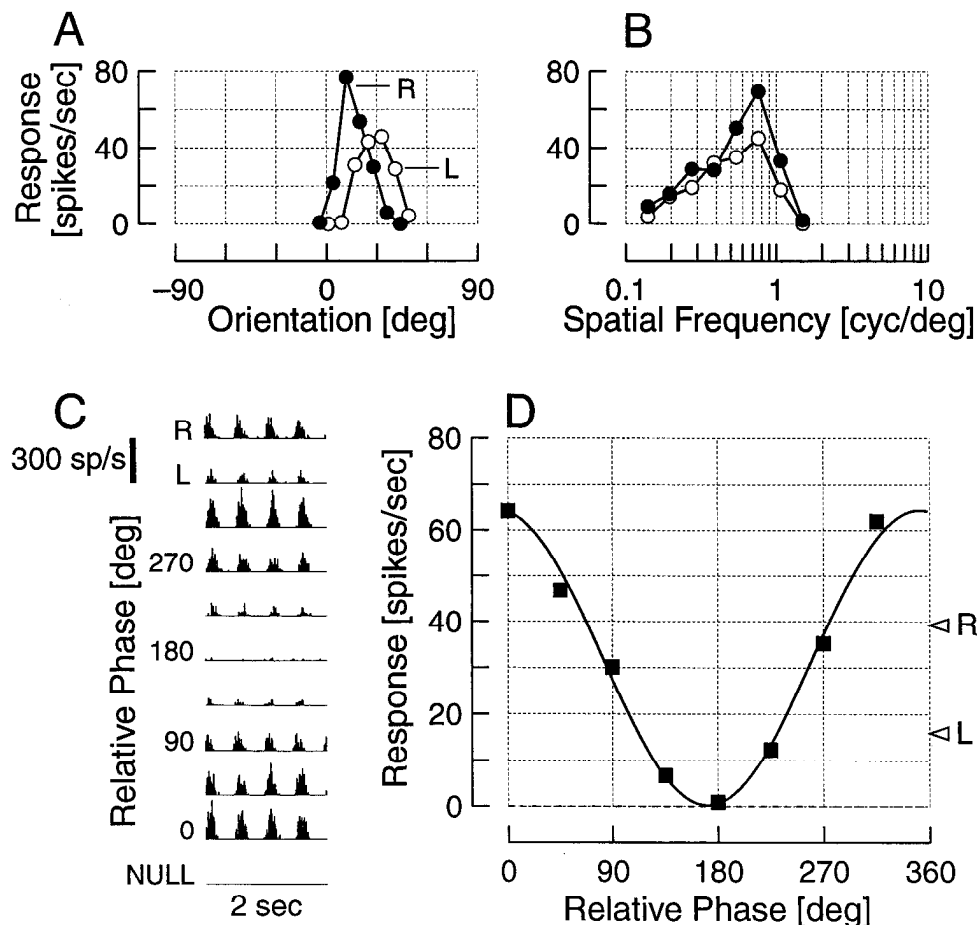 A
Response
[spikes/sec]
80
40
0
R
L
−90
0
90
Orientation [deg]
B
80
40
0
0.1
1
10
Spatial Frequency [cyc/deg]
C
300 sp/s
R
L
Relative Phase [deg]
270
180
90
0
NULL
2 sec
D
Response [spikes/sec]
80
60
40
20
0
R
L
0
90
180
270
360
Relative Phase [deg]